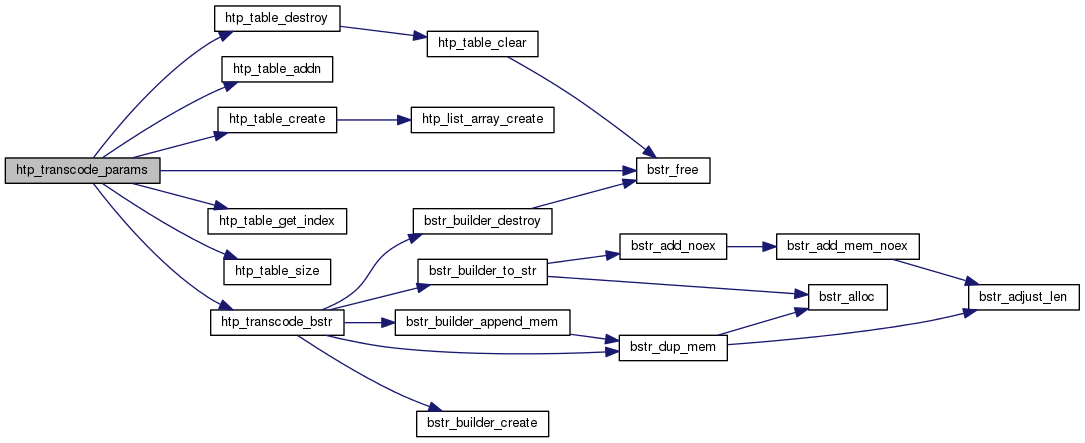 htp_table_destroy
htp_table_clear
htp_table_addn
htp_table_create
htp_list_array_create
htp_transcode_params
bstr_free
htp_table_get_index
bstr_builder_destroy
bstr_add_noex
bstr_add_mem_noex
htp_table_size
bstr_builder_to_str
bstr_alloc
bstr_adjust_len
htp_transcode_bstr
bstr_builder_append_mem
bstr_dup_mem
bstr_builder_create